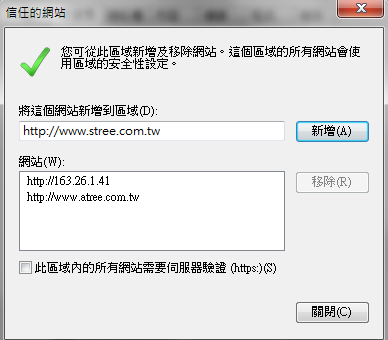 信任的網站
您可從此區域新增及移除網站。這個區域的所有網站會使
用區域的安全性設定。
將這個網站新增到區域(D):
http://www.stree.com.tw
新增(A)
網站(W):
http://163.26.1.41
http://www.atree.com.tw
移除(R)
此區域內的所有網站需要伺服器驗證 (https:)(S)
關閉(C)